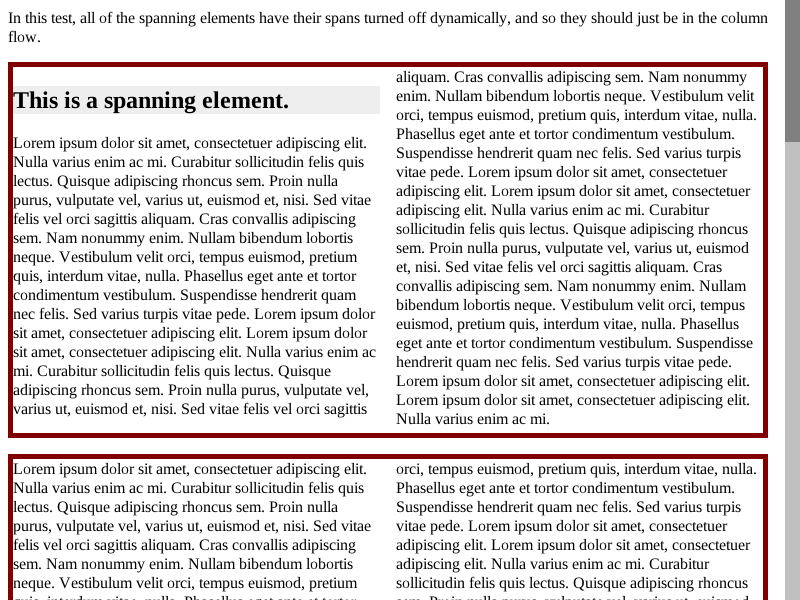 In this test, all of the spanning elements have their spans turned off dynamically, and so they should just be in the column
flow.
This is a spanning element.
Lorem ipsum dolor sit amet, consectetuer adipiscing elit.
Nulla varius enim ac mi. Curabitur sollicitudin felis quis
lectus. Quisque adipiscing rhoncus sem. Proin nulla
purus, vulputate vel, varius ut, euismod et, nisi. Sed vitae
felis vel orci sagittis aliquam. Cras convallis adipiscing
sem. Nam nonummy enim. Nullam bibendum lobortis
neque. Vestibulum velit orci, tempus euismod, pretium
quis, interdum vitae, nulla. Phasellus eget ante et tortor
condimentum vestibulum. Suspendisse hendrerit quam
nec felis. Sed varius turpis vitae pede. Lorem ipsum dolor
sit amet, consectetuer adipiscing elit. Lorem ipsum dolor
sit amet, consectetuer adipiscing elit. Nulla varius enim ac
mi. Curabitur sollicitudin felis quis lectus. Quisque
adipiscing rhoncus sem. Proin nulla purus, vulputate vel,
varius ut, euismod et, nisi. Sed vitae felis vel orci sagittis
aliquam. Cras convallis adipiscing sem. Nam nonummy
enim. Nullam bibendum lobortis neque. Vestibulum velit
orci, tempus euismod, pretium quis, interdum vitae, nulla.
Phasellus eget ante et tortor condimentum vestibulum.
Suspendisse hendrerit quam nec felis. Sed varius turpis
vitae pede. Lorem ipsum dolor sit amet, consectetuer
adipiscing elit. Lorem ipsum dolor sit amet, consectetuer
adipiscing elit. Nulla varius enim ac mi. Curabitur
sollicitudin felis quis lectus. Quisque adipiscing rhoncus
sem. Proin nulla purus, vulputate vel, varius ut, euismod
et, nisi. Sed vitae felis vel orci sagittis aliquam. Cras
convallis adipiscing sem. Nam nonummy enim. Nullam
bibendum lobortis neque. Vestibulum velit orci, tempus
euismod, pretium quis, interdum vitae, nulla. Phasellus
eget ante et tortor condimentum vestibulum. Suspendisse
hendrerit quam nec felis. Sed varius turpis vitae pede.
Lorem ipsum dolor sit amet, consectetuer adipiscing elit.
Lorem ipsum dolor sit amet, consectetuer adipiscing elit.
Nulla varius enim ac mi.
Lorem ipsum dolor sit amet, consectetuer adipiscing elit.
Nulla varius enim ac mi. Curabitur sollicitudin felis quis
lectus. Quisque adipiscing rhoncus sem. Proin nulla
purus, vulputate vel, varius ut, euismod et, nisi. Sed vitae
felis vel orci sagittis aliquam. Cras convallis adipiscing
sem. Nam nonummy enim. Nullam bibendum lobortis
neque. Vestibulum velit orci, tempus euismod, pretium
orci, tempus euismod, pretium quis, interdum vitae, nulla.
Phasellus eget ante et tortor condimentum vestibulum.
Suspendisse hendrerit quam nec felis. Sed varius turpis
vitae pede. Lorem ipsum dolor sit amet, consectetuer
adipiscing elit. Lorem ipsum dolor sit amet, consectetuer
adipiscing elit. Nulla varius enim ac mi. Curabitur
sollicitudin felis quis lectus. Quisque adipiscing rhoncus